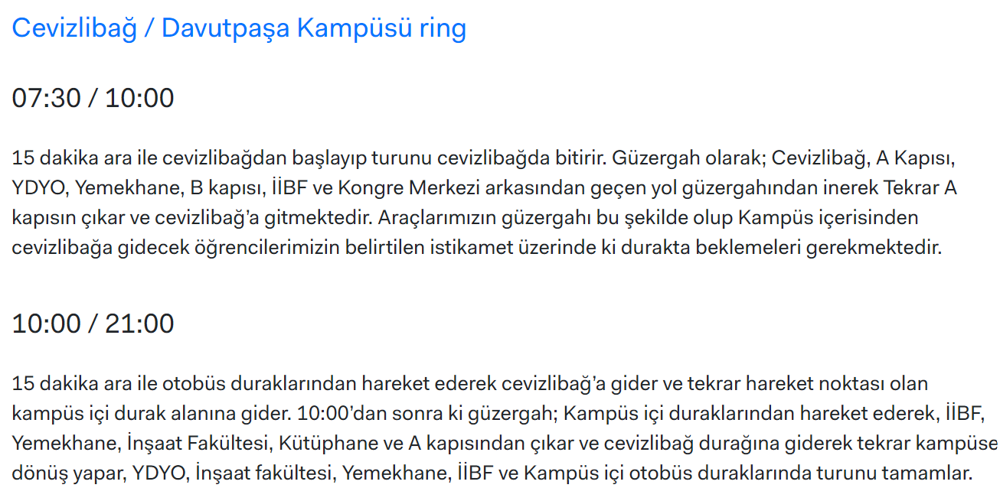 Cevizlibağ / Davutpaşa Kampüsü ring
07:30 / 10:00
15 dakika ara ile cevizlibağdan başlayıp turunu cevizlibağda bitirir. Güzergah olarak; Cevizlibağ, A Kapısı,
YDYO, Yemekhane, B kapısı, İİBF ve Kongre Merkezi arkasından geçen yol güzergahından inerek Tekrar A
kapısın çıkar ve cevizlibağ’a gitmektedir. Araçlarımızın güzergahı bu şekilde olup Kampüs içerisinden
cevizlibağa gidecek öğrencilerimizin belirtilen istikamet üzerinde ki durakta beklemeleri gerekmektedir.
10:00 / 21:00
15 dakika ara ile otobüs duraklarından hareket ederek cevizlibağ’a gider ve tekrar hareket noktası olan
kampüs içi durak alanına gider. 10:00’dan sonra ki güzergah; Kampüs içi duraklarından hareket ederek, İİBF,
Yemekhane, İnşaat Fakültesi, Kütüphane ve A kapısından çıkar ve cevizlibağ durağına giderek tekrar kampüse
dönüş yapar, YDYO, İnşaat fakültesi, Yemekhane, İİBF ve Kampüs içi otobüs duraklarında turunu tamamlar.